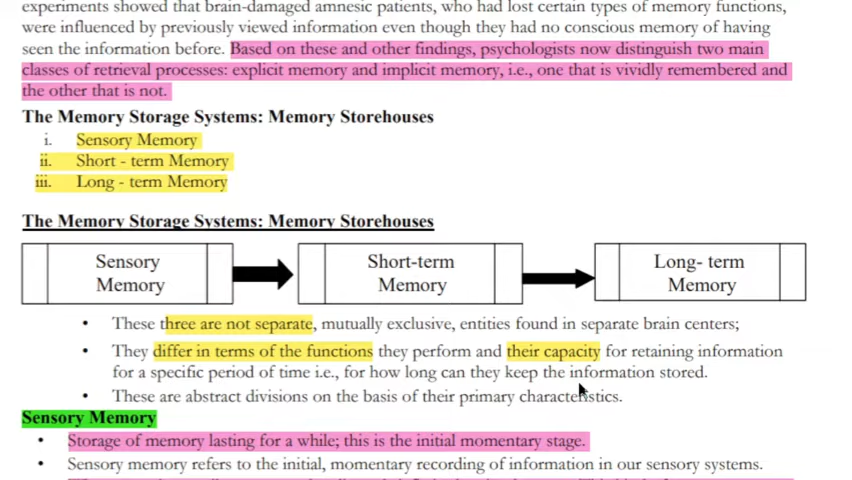 experiments showed that brain-damaged amnesic patients, who had lost certain types of memory functions,
were influenced by previously viewed information even though they had no conscious memory of having
seen the information before. Based on these and other findings, psychologists now distinguish two main
classes of retrieval processes: explicit memory and implicit memory, i.e., one that is vividly remembered and
the other that is not.
The Memory Storage Systems: Memory Storehouses
i. Sensory Memory
ii. Short - term Memory
iii. Long - term Memory
The Memory Storage Systems: Memory Storehouses
Sensory
Memory
Short-term
Memory
Long- term
Memory
• These three are not separate, mutually exclusive, entities found in separate brain centers;
• They differ in terms of the functions they perform and their capacity for retaining information
for a specific period of time i.e., for how long can they keep the information stored.
• These are abstract divisions on the basis of their primary characteristics.
Sensory Memory
• Storage of memory lasting for a while; this is the initial momentary stage.
• Sensory memory refers to the initial, momentary recording of information in our sensory systems.